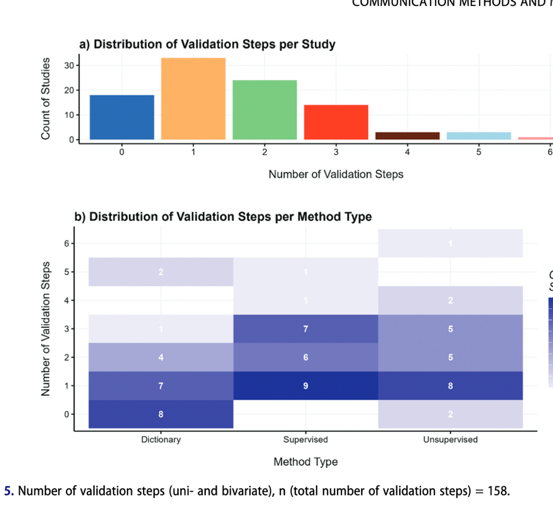 COMMUNICATION METHODS AND
a) Distribution of Validation Steps per Study
Count of Studies
30
20
10
0
0 1 2 3 4 5 6
Number of Validation Steps
b) Distribution of Validation Steps per Method Type
Number of Validation Steps
6 1
5 2 1
4 1 2
3 1 7 5
2 4 6 5
1 7 9 8
0 8 2
Dictionary Supervised Unsupervised
Method Type
5. Number of validation steps (uni- and bivariate), n (total number of validation steps) = 158.